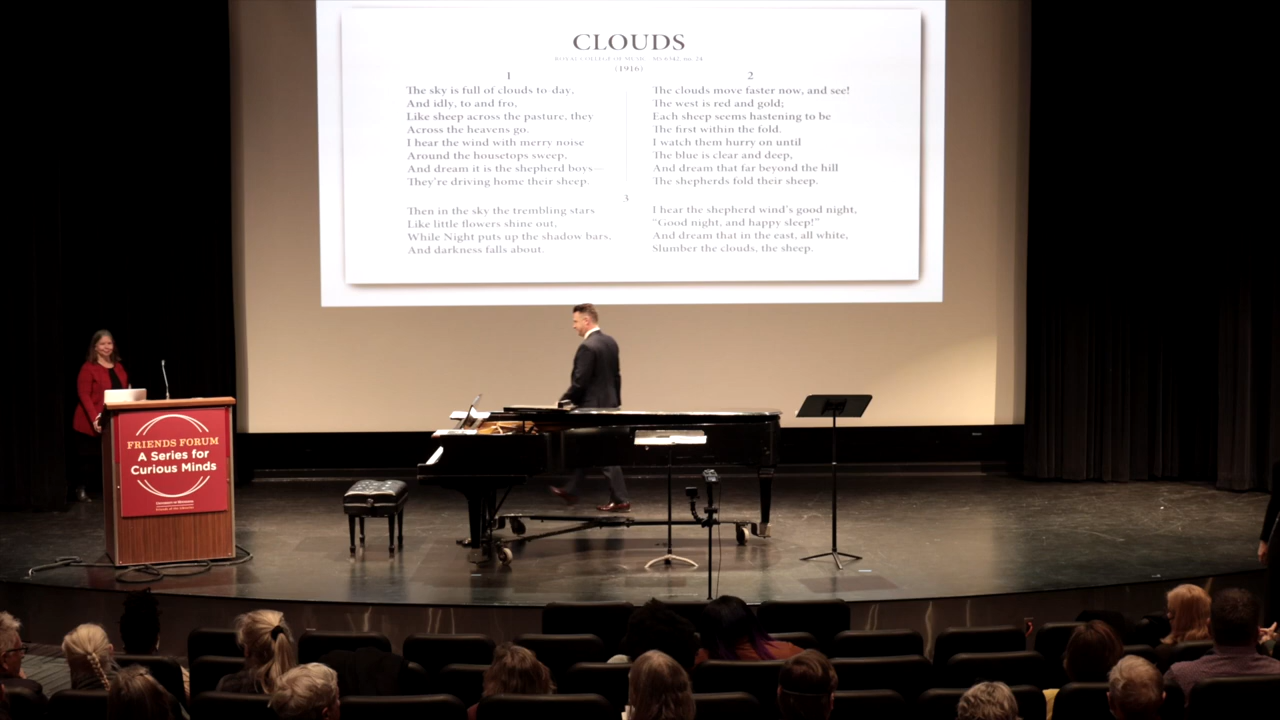 CLOUDS
ROYAL COLLEGE OF MUSIC
(1916)
1
The sky is full of clouds to-day,
And idly, to and fro,
Like sheep across the pasture, they
Across the heavens go.
I hear the wind with merry noise
Around the housetops sweep,
And dream it is the shepherd boys—
They're driving home their sheep.
2
The clouds move faster now, and see!
The west is red and gold;
Each sheep seems hastening to be
The first within the fold.
I watch them hurry on until
The blue is clear and deep,
And dream that far beyond the hill
The shepherds fold their sheep.
3
Then in the sky the trembling stars
Like little flowers shine out,
While Night puts up the shadow bars,
And darkness falls about.
I hear the shepherd wind's good night,
"Good night, and happy sleep!"
And dream that in the east, all white,
Slumber the clouds, the sheep.
FRIENDS FORUM
A Series for
Curious Minds